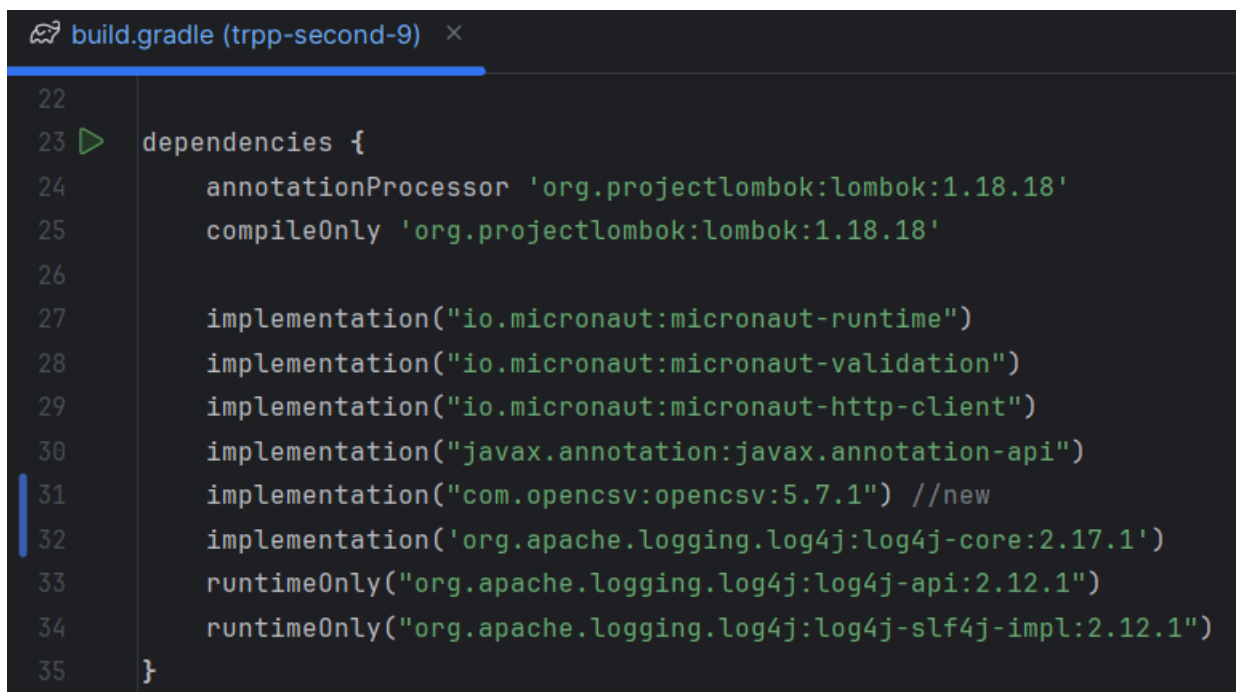 build.gradle (trpp-second-9)
22
23 dependencies {
24     annotationProcessor 'org.projectlombok:lombok:1.18.18'
25     compileOnly 'org.projectlombok:lombok:1.18.18'
26
27     implementation("io.micronaut:micronaut-runtime")
28     implementation("io.micronaut:micronaut-validation")
29     implementation("io.micronaut:micronaut-http-client")
30     implementation("javax.annotation:javax.annotation-api")
31     implementation("com.opencsv:opencsv:5.7.1") //new
32     implementation('org.apache.logging.log4j:log4j-core:2.17.1')
33     runtimeOnly("org.apache.logging.log4j:log4j-api:2.12.1")
34     runtimeOnly("org.apache.logging.log4j:log4j-slf4j-impl:2.12.1")
35 }